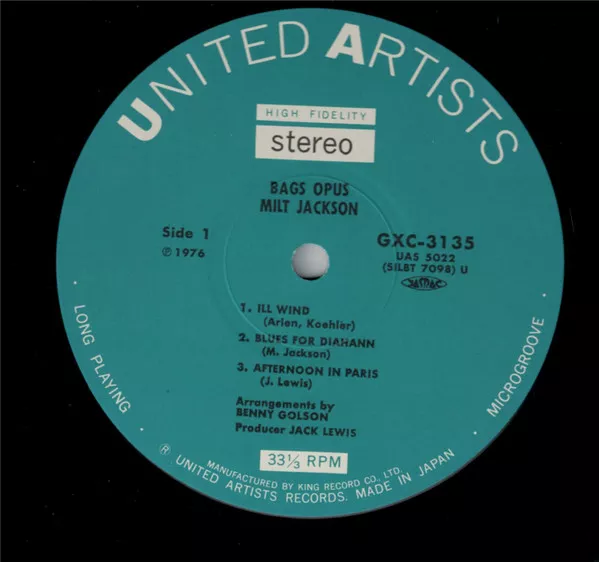 UNITED ARTISTS
HIGH FIDELITY
stereo
BAGS OPUS
MILT JACKSON
Side 1
℗ 1976
GXC-3135
UAS 5022
(SILBT 7098) U
JASRAC
1. ILL WIND
(Arlen, Koehler)
2. BLUES FOR DIAHANN
(M. Jackson)
3. AFTERNOON IN PARIS
(J. Lewis)
Arrangements by
BENNY GOLSON
Producer JACK LEWIS
33⅓ RPM
· LONG PLAYING ·
· MICROGROOVE ·
MANUFACTURED BY KING RECORD CO., LTD.
® UNITED ARTISTS RECORDS. MADE IN JAPAN